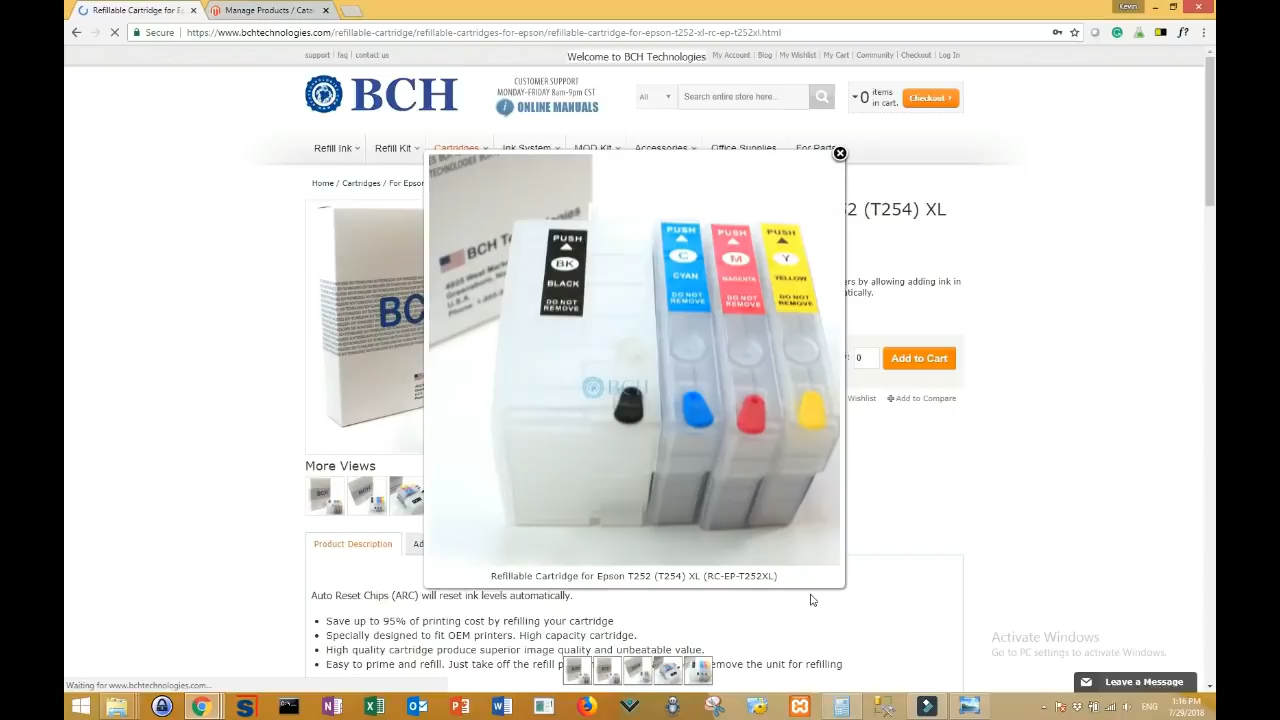 Refillable Cartridge for E
Manage Products / Cata
Kevin
Secure
https://www.bchtechnologies.com/refillable-cartridge/refillable-cartridges-for-epson/refillable-cartridge-for-epson-t252-xl-rc-ep-t252xl.html
support | faq | contact us
Welcome to BCH Technologies
My Account | Blog | My Wishlist | My Cart | Community | Checkout | Log In
BCH
CUSTOMER SUPPORT
MONDAY-FRIDAY 8am-9pm CST
ONLINE MANUALS
All
Search entire store here...
0 items in cart.
Checkout >
Refill Ink
Refill Kit
Cartridges
Ink System
MOD Kit
Accessories
Office Supplies
For Parts
Home / Cartridges / For Epson
2 (T254) XL
BCH Te
U.S.A.
PUSH
BK
BLACK
DO NOT
REMOVE
PUSH
C
CYAN
DO NOT
REMOVE
PUSH
M
MAGENTA
DO NOT
REMOVE
PUSH
Y
YELLOW
DO NOT
REMOVE
BCH
ers by allowing adding ink in
atically.
BC
0
Add to Cart
Wishlist
Add to Compare
More Views
Product Description
Ad
Refillable Cartridge for Epson T252 (T254) XL (RC-EP-T252XL)
Auto Reset Chips (ARC) will reset ink levels automatically.
• Save up to 95% of printing cost by refilling your cartridge
• Specially designed to fit OEM printers. High capacity cartridge.
• High quality cartridge produce superior image quality and unbeatable value.
• Easy to prime and refill. Just take off the refill p
move the unit for refilling
Activate Windows
Go to PC settings to activate Windows.
Leave a Message
Waiting for www.bchtechnologies.com...
ENG
1:16 PM
7/29/2018